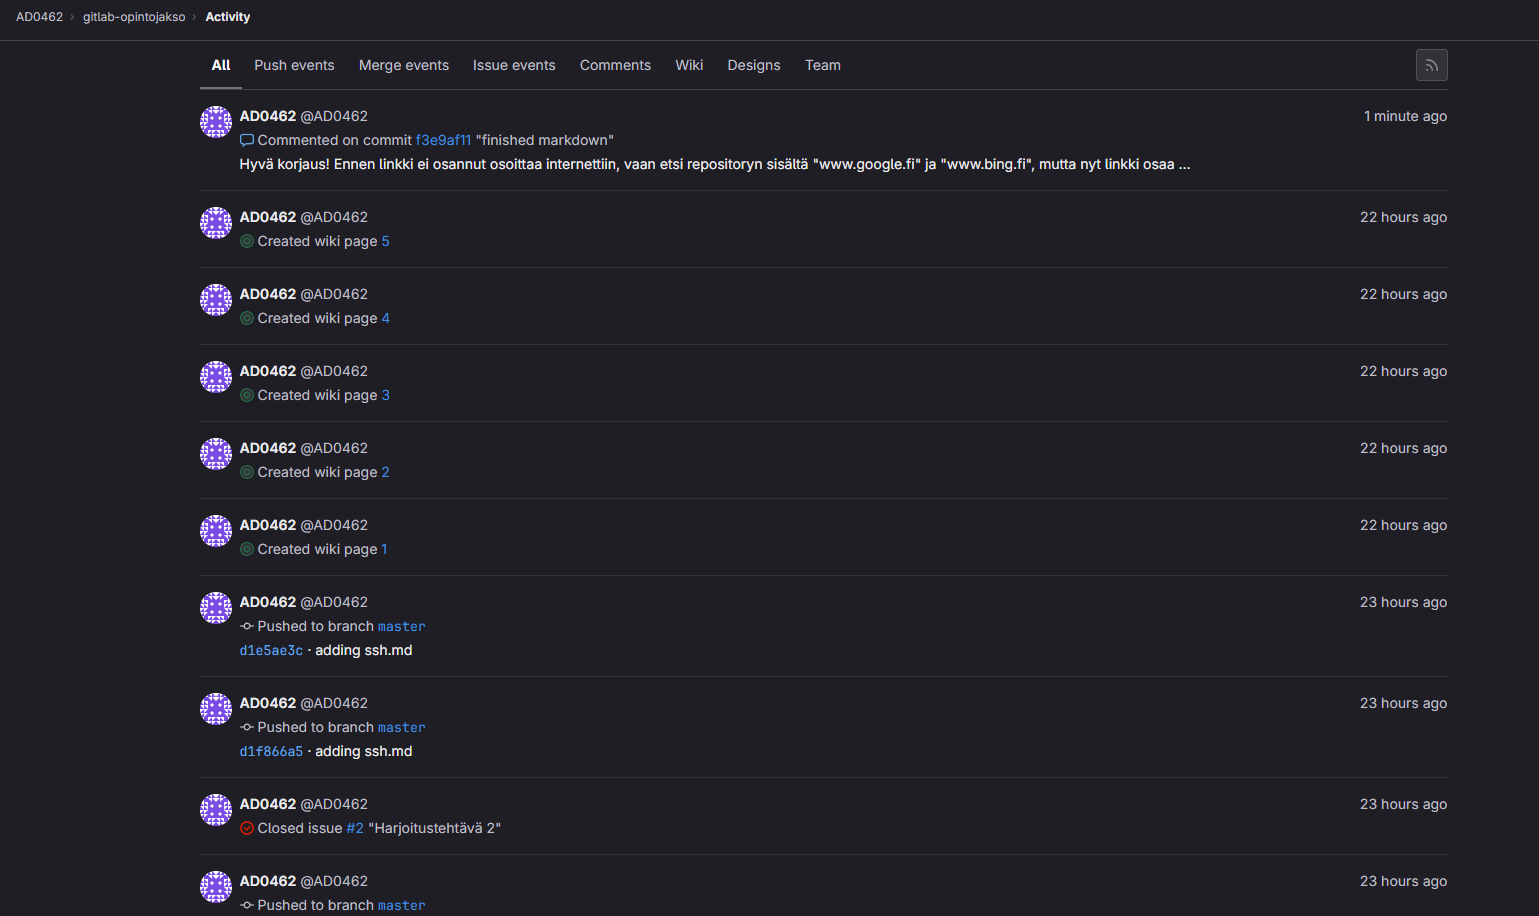 AD0462 › gitlab-opintojakso › Activity
All Push events Merge events Issue events Comments Wiki Designs Team
AD0462 @AD0462 1 minute ago
Commented on commit f3e9af11 "finished markdown"
Hyvä korjaus! Ennen linkki ei osannut osoittaa internettiin, vaan etsi repositoryn sisältä "www.google.fi" ja "www.bing.fi", mutta nyt linkki osaa ...
AD0462 @AD0462 22 hours ago
Created wiki page 5
AD0462 @AD0462 22 hours ago
Created wiki page 4
AD0462 @AD0462 22 hours ago
Created wiki page 3
AD0462 @AD0462 22 hours ago
Created wiki page 2
AD0462 @AD0462 22 hours ago
Created wiki page 1
AD0462 @AD0462 23 hours ago
Pushed to branch master
d1e5ae3c · adding ssh.md
AD0462 @AD0462 23 hours ago
Pushed to branch master
d1f866a5 · adding ssh.md
AD0462 @AD0462 23 hours ago
Closed issue #2 "Harjoitustehtävä 2"
AD0462 @AD0462 23 hours ago
Pushed to branch master